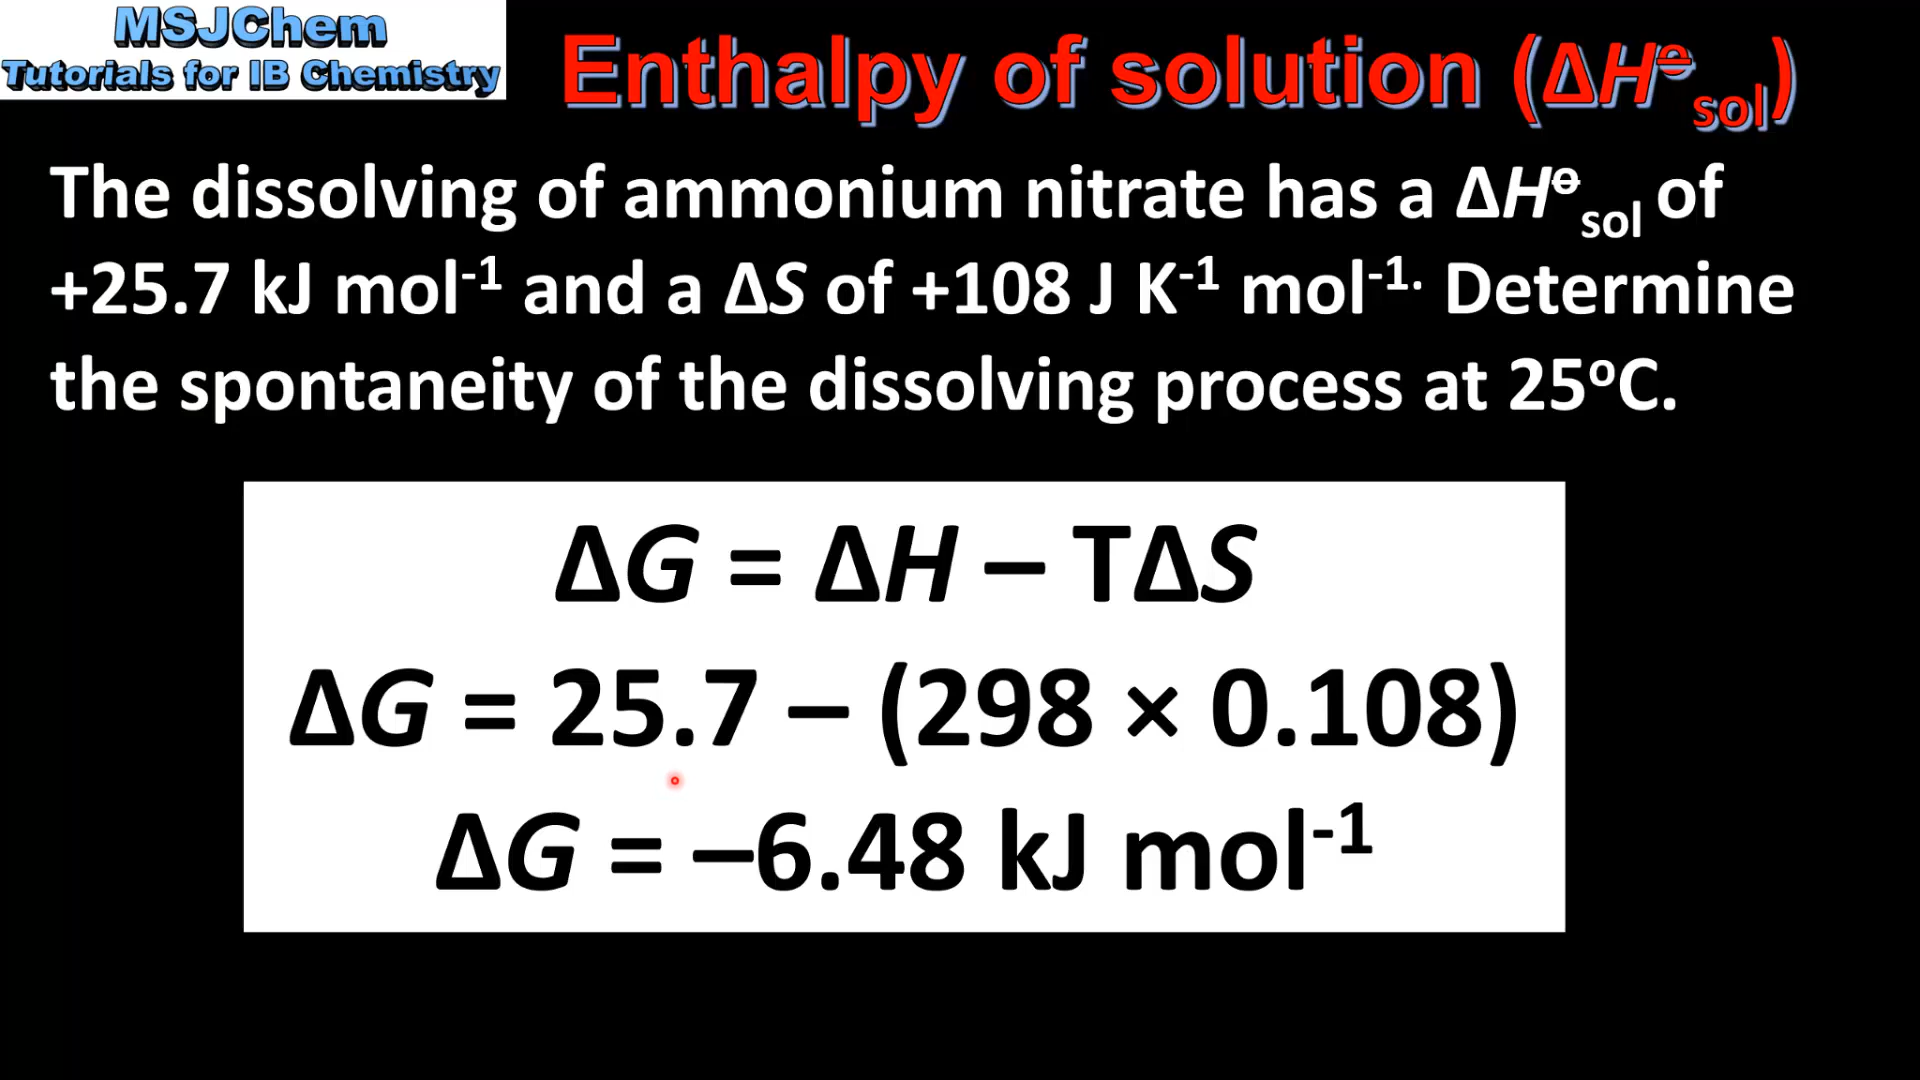 MSJChem
Tutorials for IB Chemistry
Enthalpy of solution (ΔH⦵sol)
The dissolving of ammonium nitrate has a ΔH⦵sol of
+25.7 kJ mol⁻¹ and a ΔS of +108 J K⁻¹ mol⁻¹· Determine
the spontaneity of the dissolving process at 25ºC.
ΔG = ΔH – TΔS
ΔG = 25.7 – (298 × 0.108)
ΔG = –6.48 kJ mol⁻¹